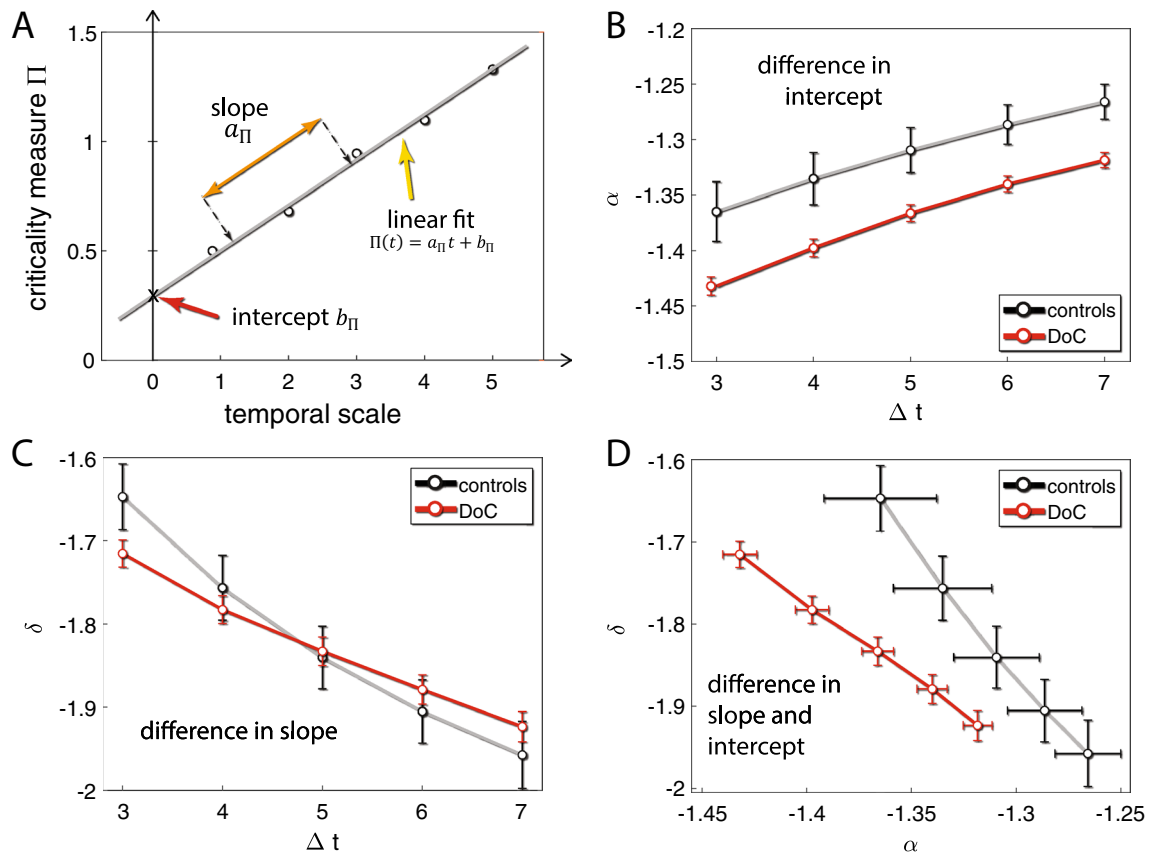 A
criticality measure Π
1.5
1
0.5
0
slope
a_Π
linear fit
Π(t) = a_Π t + b_Π
intercept b_Π
0 1 2 3 4 5
temporal scale
B
α
-1.2
-1.25
-1.3
-1.35
-1.4
-1.45
-1.5
difference in
intercept
controls
DoC
3 4 5 6 7
Δ t
C
δ
-1.6
-1.7
-1.8
-1.9
-2
controls
DoC
difference in slope
3 4 5 6 7
Δ t
D
δ
-1.6
-1.7
-1.8
-1.9
-2
controls
DoC
difference in
slope and
intercept
-1.45 -1.4 -1.35 -1.3 -1.25
α